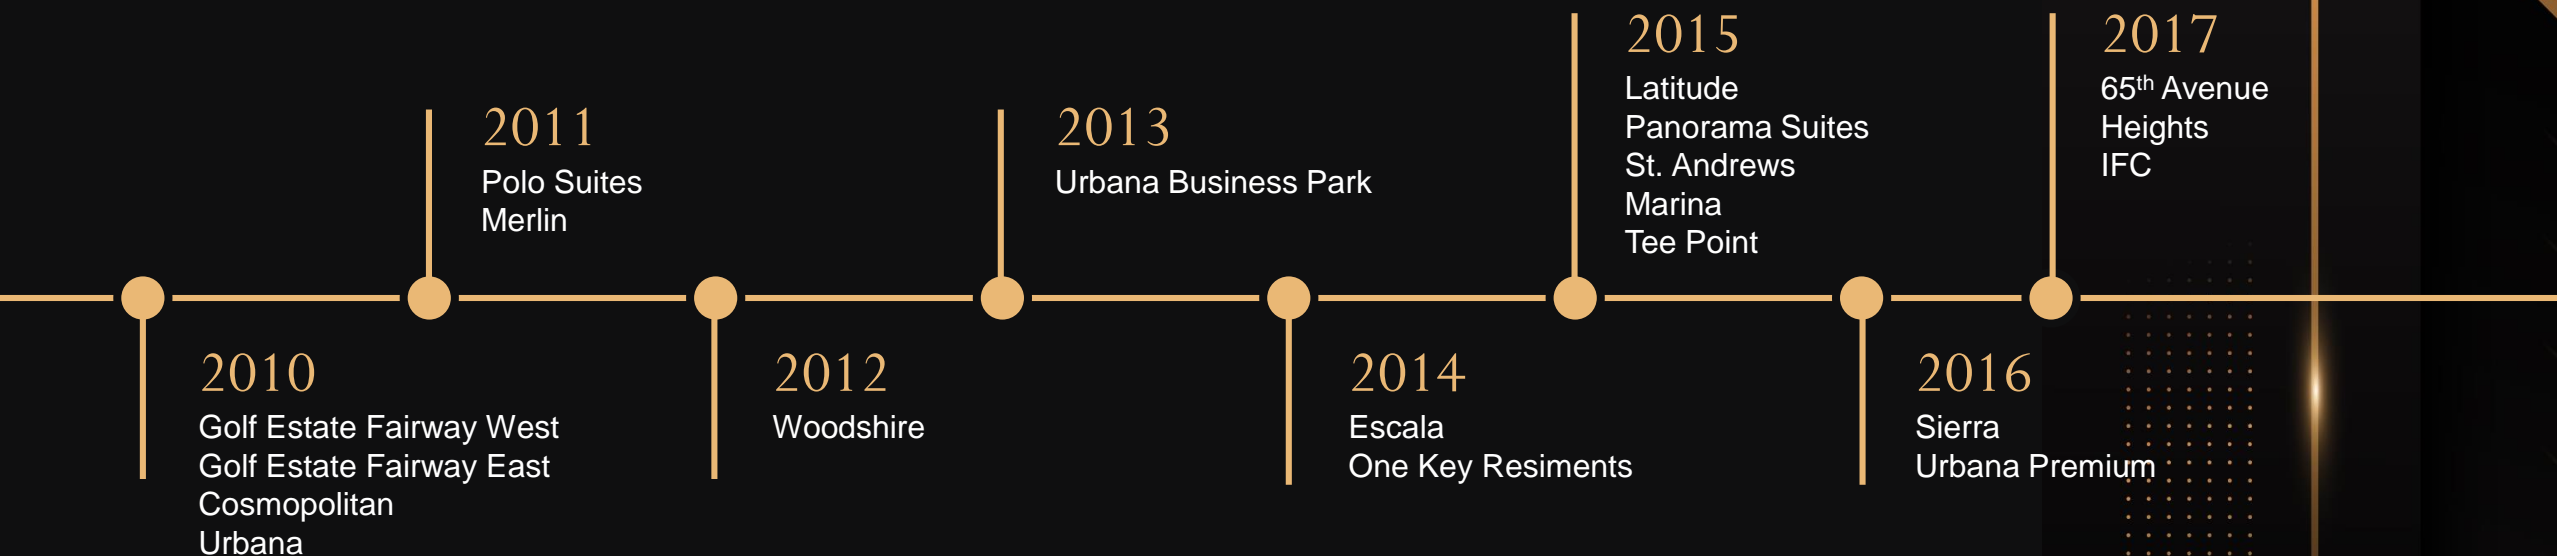 2010
Golf Estate Fairway West
Golf Estate Fairway East
Cosmopolitan
Urbana
2011
Polo Suites
Merlin
2012
Woodshire
2013
Urbana Business Park
2014
Escala
One Key Resiments
2015
Latitude
Panorama Suites
St. Andrews
Marina
Tee Point
2016
Sierra
Urbana Premium
2017
65th Avenue
Heights
IFC